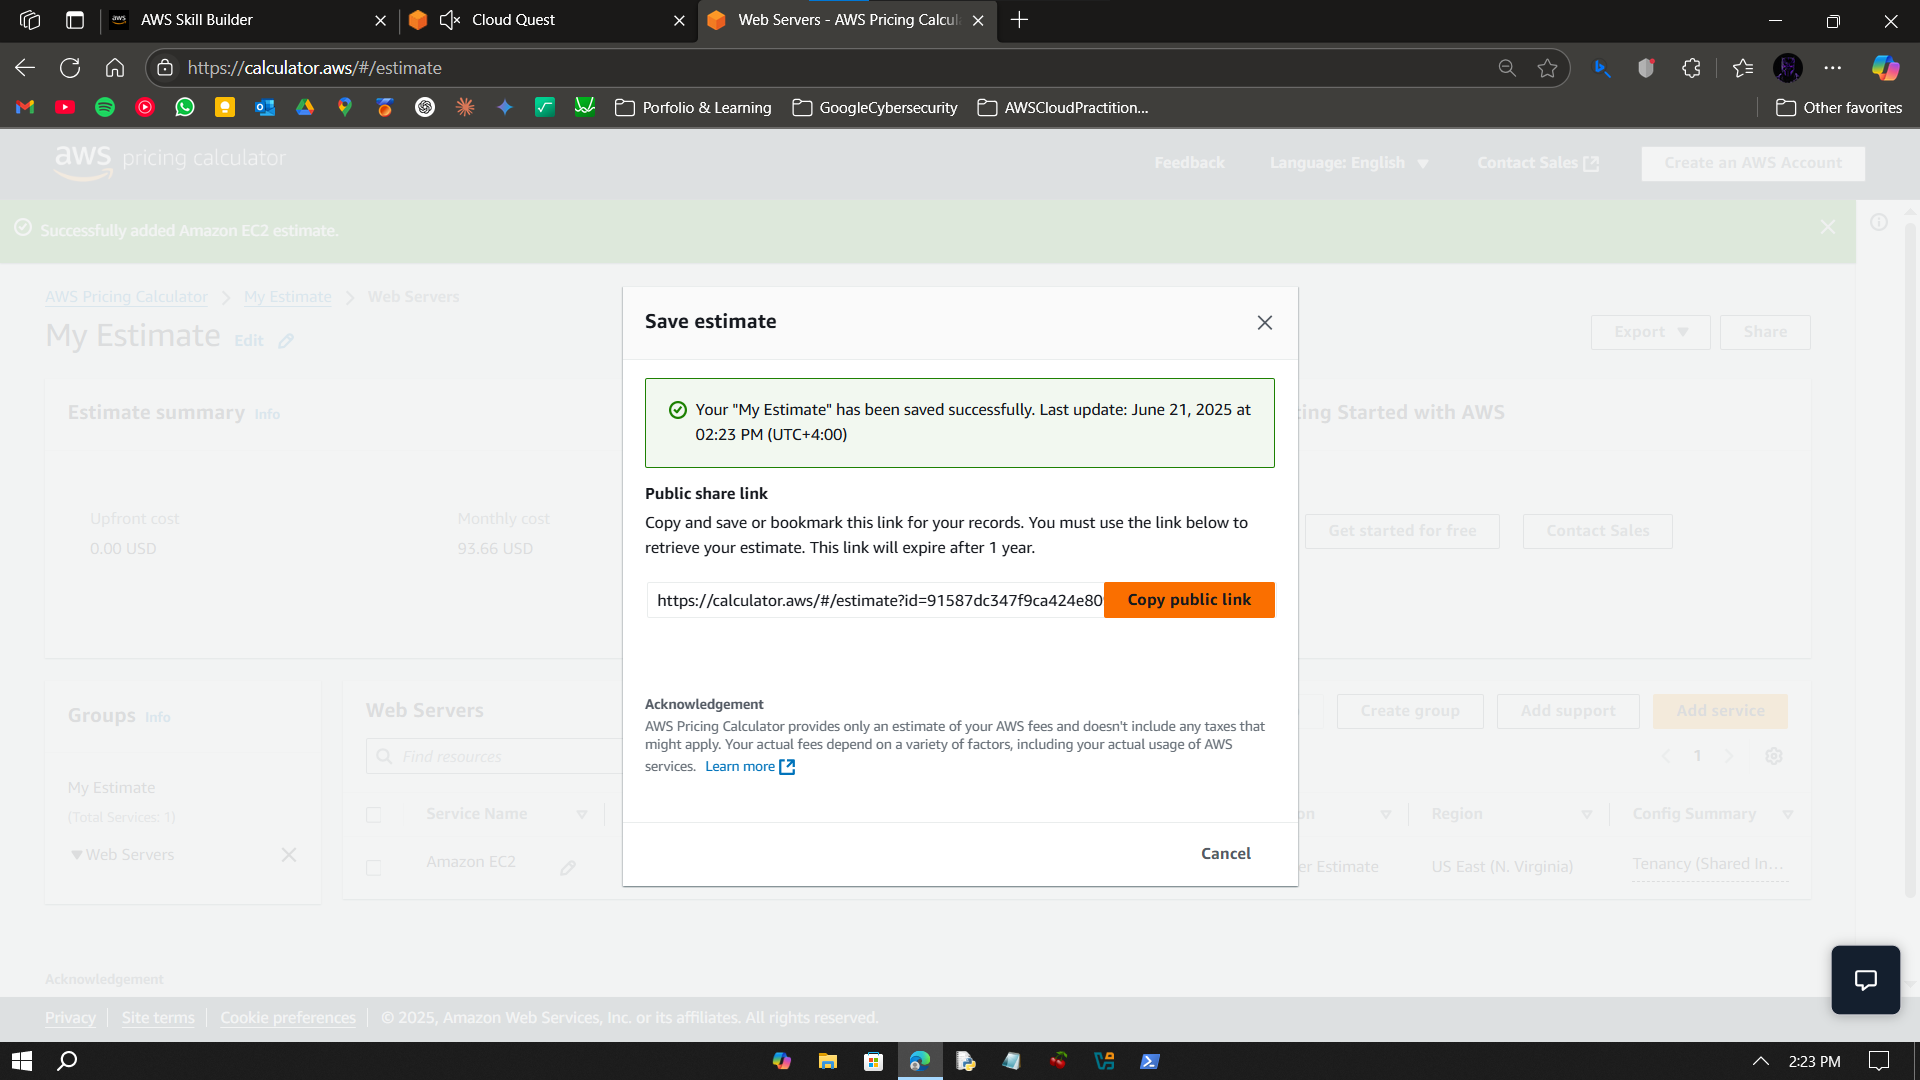 aws
AWS Skill Builder
Cloud Quest
Web Servers - AWS Pricing Calcul
https://calculator.aws/#/estimate
Porfolio & Learning
GoogleCybersecurity
AWSCloudPractition...
Other favorites
aws pricing calculator
Feedback
Language: English
Contact Sales
Create an AWS Account
Successfully added Amazon EC2 estimate.
AWS Pricing Calculator
My Estimate
Web Servers
My Estimate
Edit
Export
Share
Estimate summary
Info
Upfront cost
0.00 USD
Monthly cost
93.66 USD
ing Started with AWS
Get started for free
Contact Sales
Save estimate
Your "My Estimate" has been saved successfully. Last update: June 21, 2025 at
02:23 PM (UTC+4:00)
Public share link
Copy and save or bookmark this link for your records. You must use the link below to
retrieve your estimate. This link will expire after 1 year.
https://calculator.aws/#/estimate?id=91587dc347f9ca424e80
Copy public link
Acknowledgement
AWS Pricing Calculator provides only an estimate of your AWS fees and doesn't include any taxes that
might apply. Your actual fees depend on a variety of factors, including your actual usage of AWS
services. Learn more
Cancel
Groups
Info
My Estimate
(Total Services: 1)
Web Servers
Web Servers
Create group
Add support
Add service
Find resources
1
Service Name
on
Region
Config Summary
Amazon EC2
er Estimate
US East (N. Virginia)
Tenancy (Shared In...
Acknowledgement
Privacy
Site terms
Cookie preferences
© 2025, Amazon Web Services, Inc. or its affiliates. All rights reserved.
2:23 PM